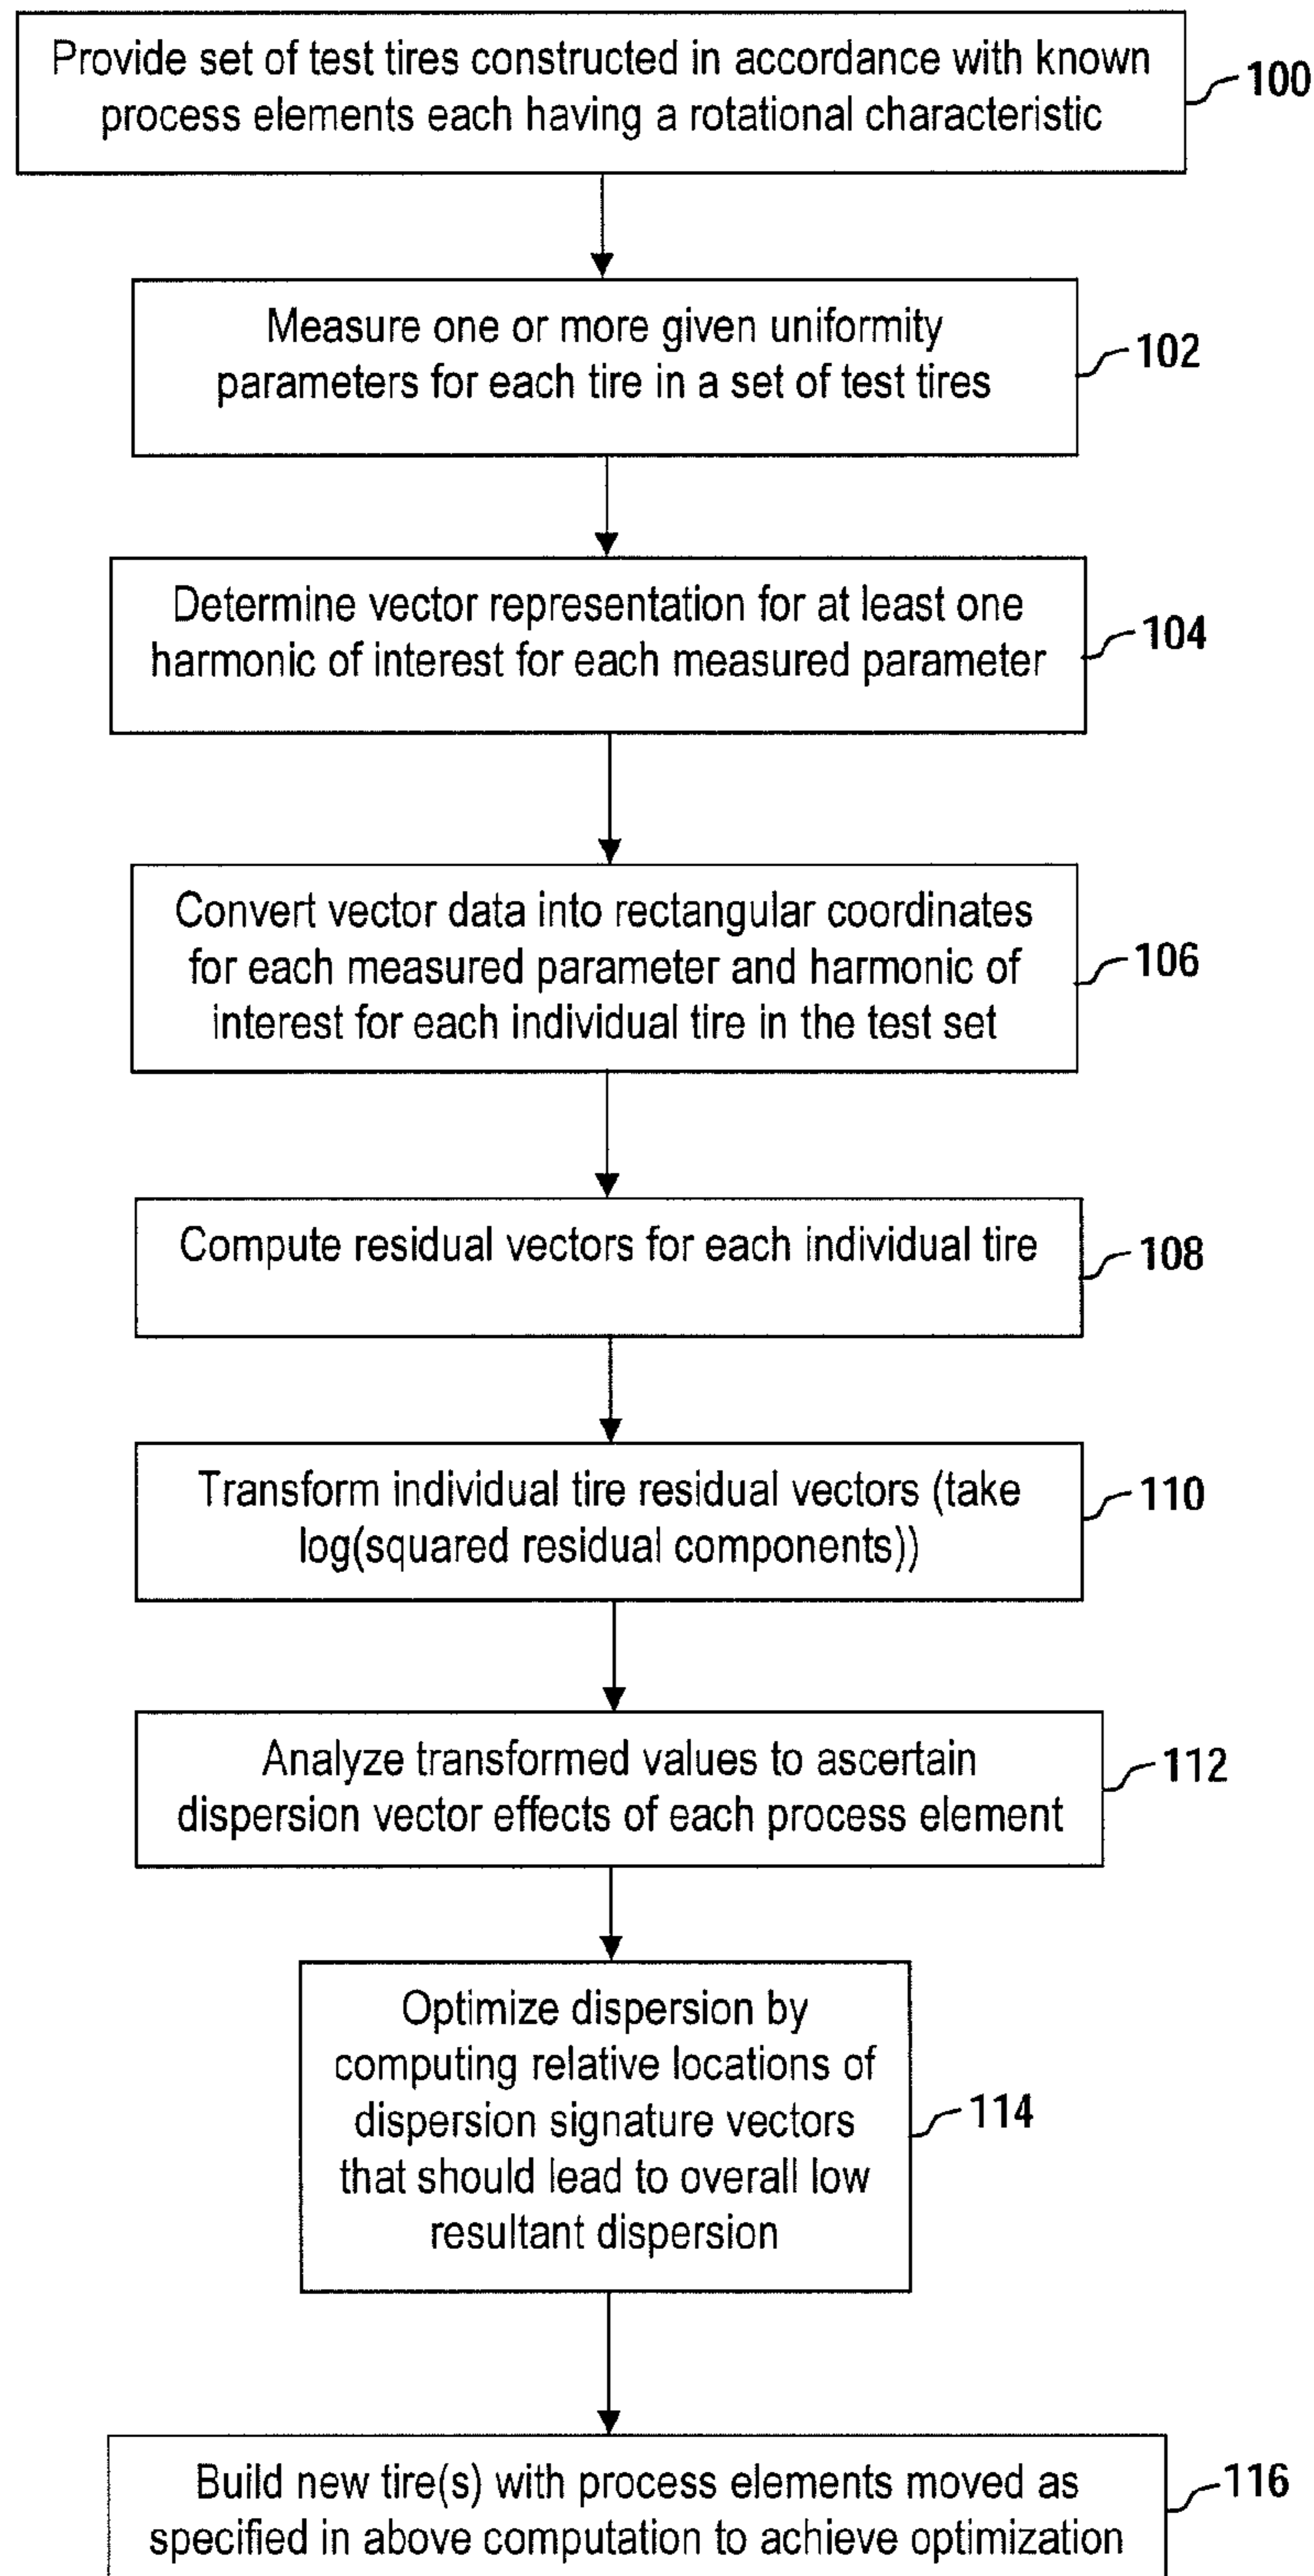 Provide set of test tires constructed in accordance with known
process elements each having a rotational characteristic
100
Measure one or more given uniformity
parameters for each tire in a set of test tires
102
Determine vector representation for at least one
harmonic of interest for each measured parameter
104
Convert vector data into rectangular coordinates
for each measured parameter and harmonic of
interest for each individual tire in the test set
106
Compute residual vectors for each individual tire
108
Transform individual tire residual vectors (take
log(squared residual components))
110
Analyze transformed values to ascertain
dispersion vector effects of each process element
112
Optimize dispersion by
computing relative locations of
dispersion signature vectors
that should lead to overall low
resultant dispersion
114
Build new tire(s) with process elements moved as
specified in above computation to achieve optimization
116